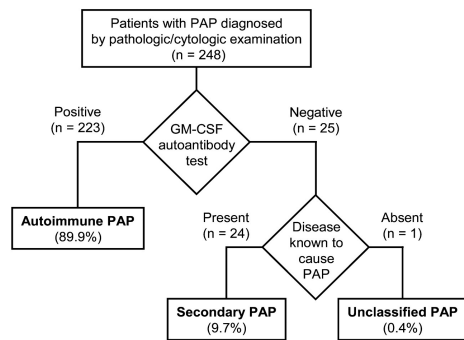 Patients with PAP diagnosed
by pathologic/cytologic examination
(n = 248)
Positive
(n = 223)
GM-CSF
autoantibody
test
Negative
(n = 25)
Autoimmune PAP
(89.9%)
Present
(n = 24)
Disease
known to
cause
PAP
Absent
(n = 1)
Secondary PAP
(9.7%)
Unclassified PAP
(0.4%)